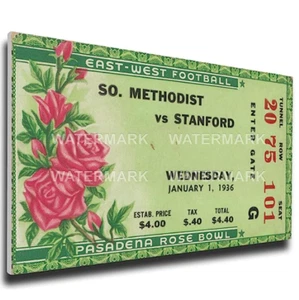 EAST-WEST FOOTBALL
SO. METHODIST
vs STANFORD
WATERMARK WATERMARK WATERMARK
WEDNESDAY,
JANUARY 1, 1936
ESTAB. PRICE TAX TOTAL
$4.00 $.40 $4.40
PASADENA ROSE BOWL
TUNNEL ROW SEAT
20 75 101
ENTER GATE
G